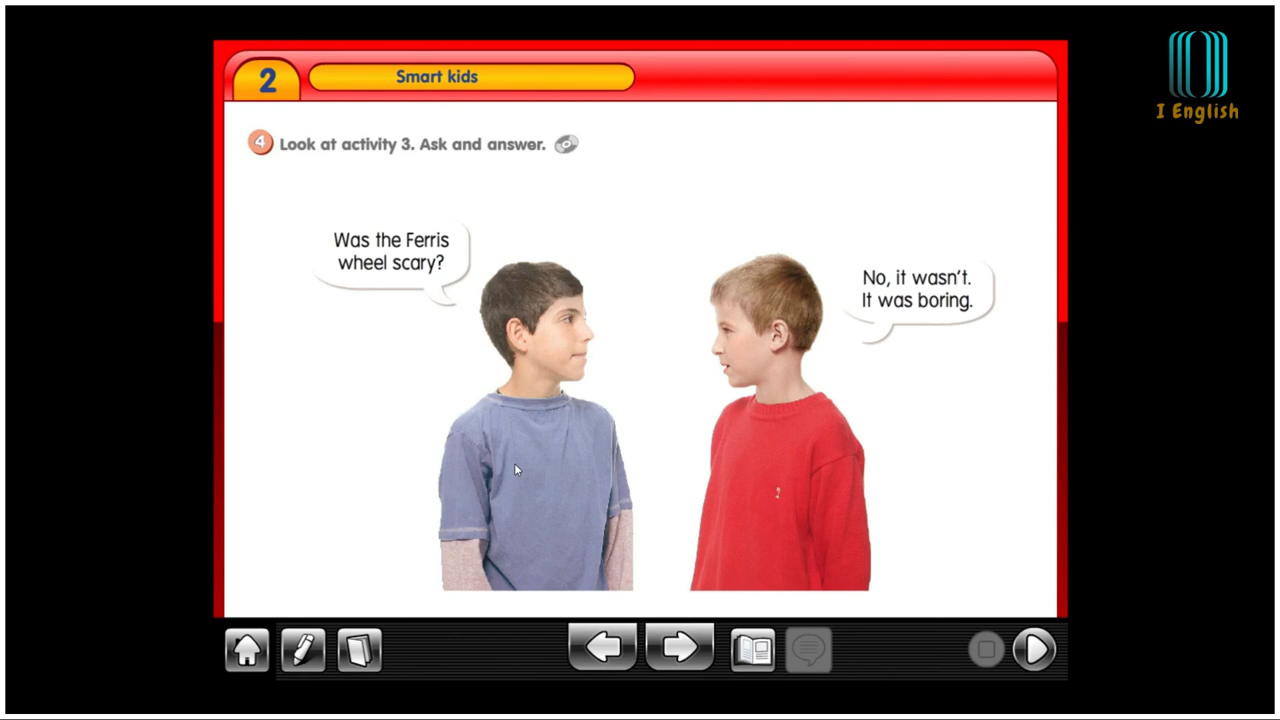 2
Smart kids
I English
4 Look at activity 3. Ask and answer.
Was the Ferris
wheel scary?
No, it wasn't.
It was boring.